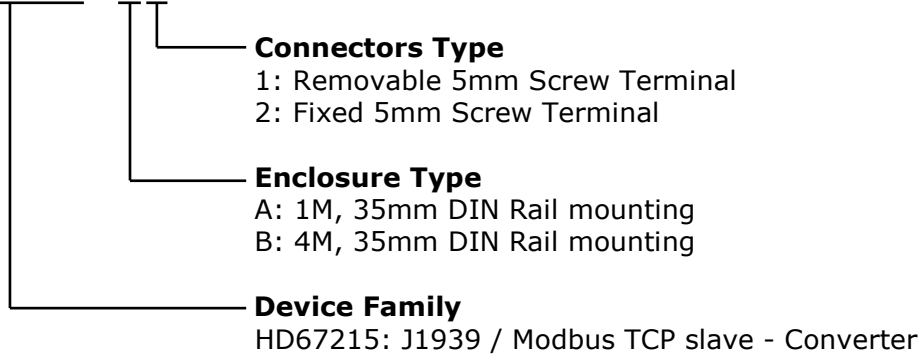 Connectors Type
1: Removable 5mm Screw Terminal
2: Fixed 5mm Screw Terminal
Enclosure Type
A: 1M, 35mm DIN Rail mounting
B: 4M, 35mm DIN Rail mounting
Device Family
HD67215: J1939 / Modbus TCP slave - Converter